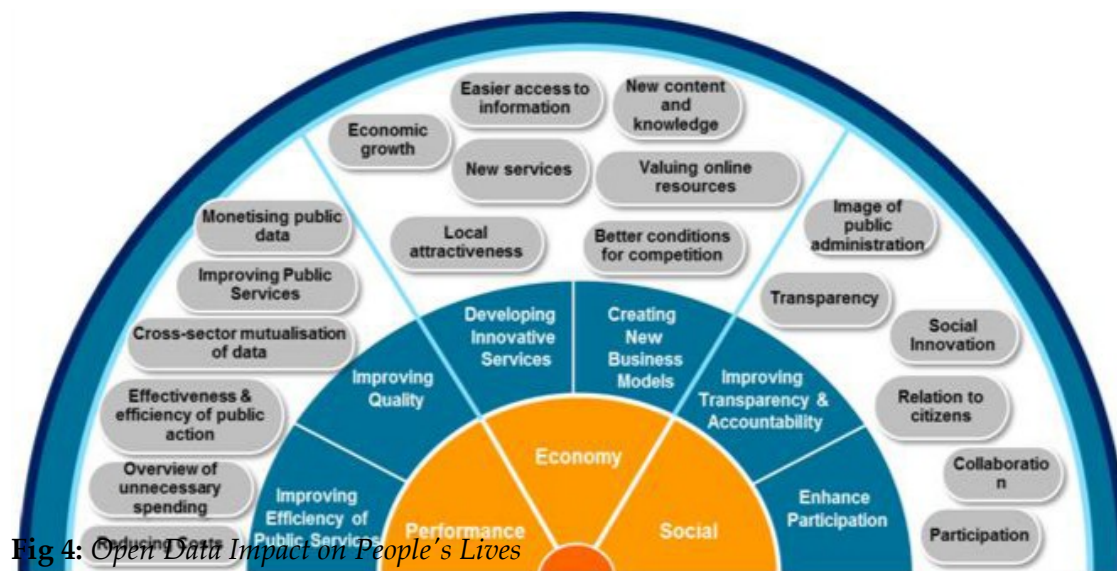 Easier access to
information
New content
and
knowledge
Economic
growth
New services
Valuing online
resources
Local
attractiveness
Better conditions
for competition
Monetising public
data
Improving Public
Services
Cross-sector mutualisation
of data
Effectiveness &
efficiency of public
action
Overview of
unnecessary
spending
Reducing Costs
Image of
public
administration
Transparency
Social
Innovation
Relation to
citizens
Collaboratio
n
Participation
Improving
Efficiency of
Public Services
Improving
Quality
Developing
Innovative
Services
Creating
New
Business
Models
Improving
Transparency &
Accountability
Enhance
Participation
Performance
Economy
Social
Fig 4: Open Data Impact on People's Lives